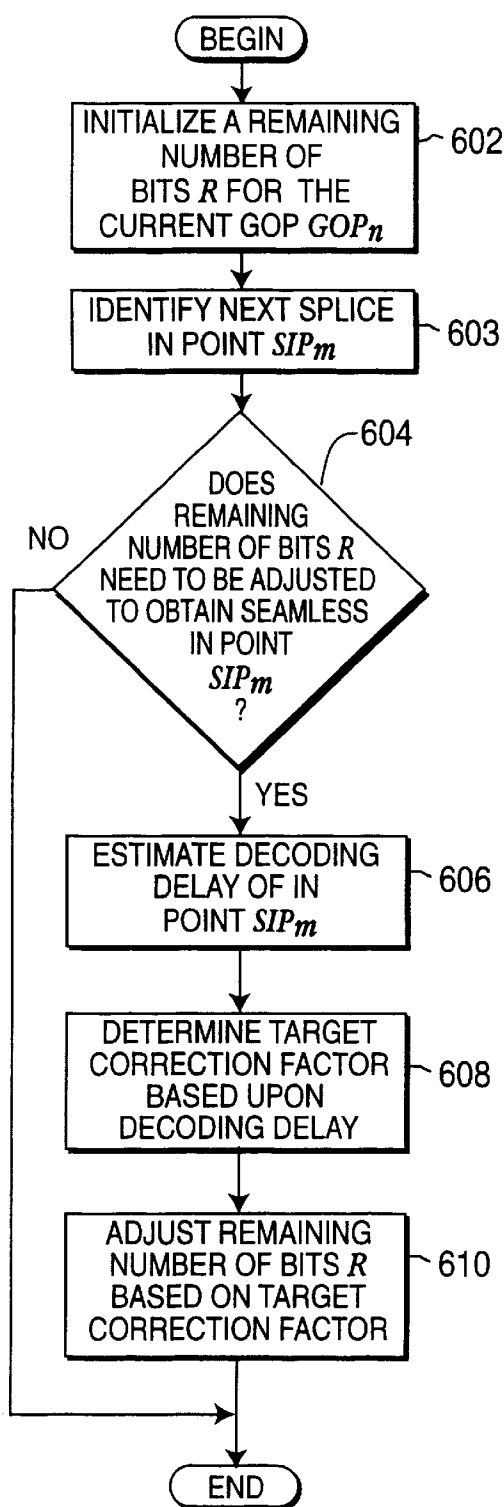 BEGIN
INITIALIZE A REMAINING
NUMBER OF
BITS R FOR THE
CURRENT GOP GOPn
602
IDENTIFY NEXT SPLICE
IN POINT SIPm
603
604
DOES
REMAINING
NUMBER OF BITS R
NEED TO BE ADJUSTED
TO OBTAIN SEAMLESS
IN POINT
SIPm
?
NO
YES
ESTIMATE DECODING
DELAY OF IN
POINT SIPm
606
DETERMINE TARGET
CORRECTION FACTOR
BASED UPON
DECODING DELAY
608
ADJUST REMAINING
NUMBER OF BITS R
BASED ON TARGET
CORRECTION FACTOR
610
END